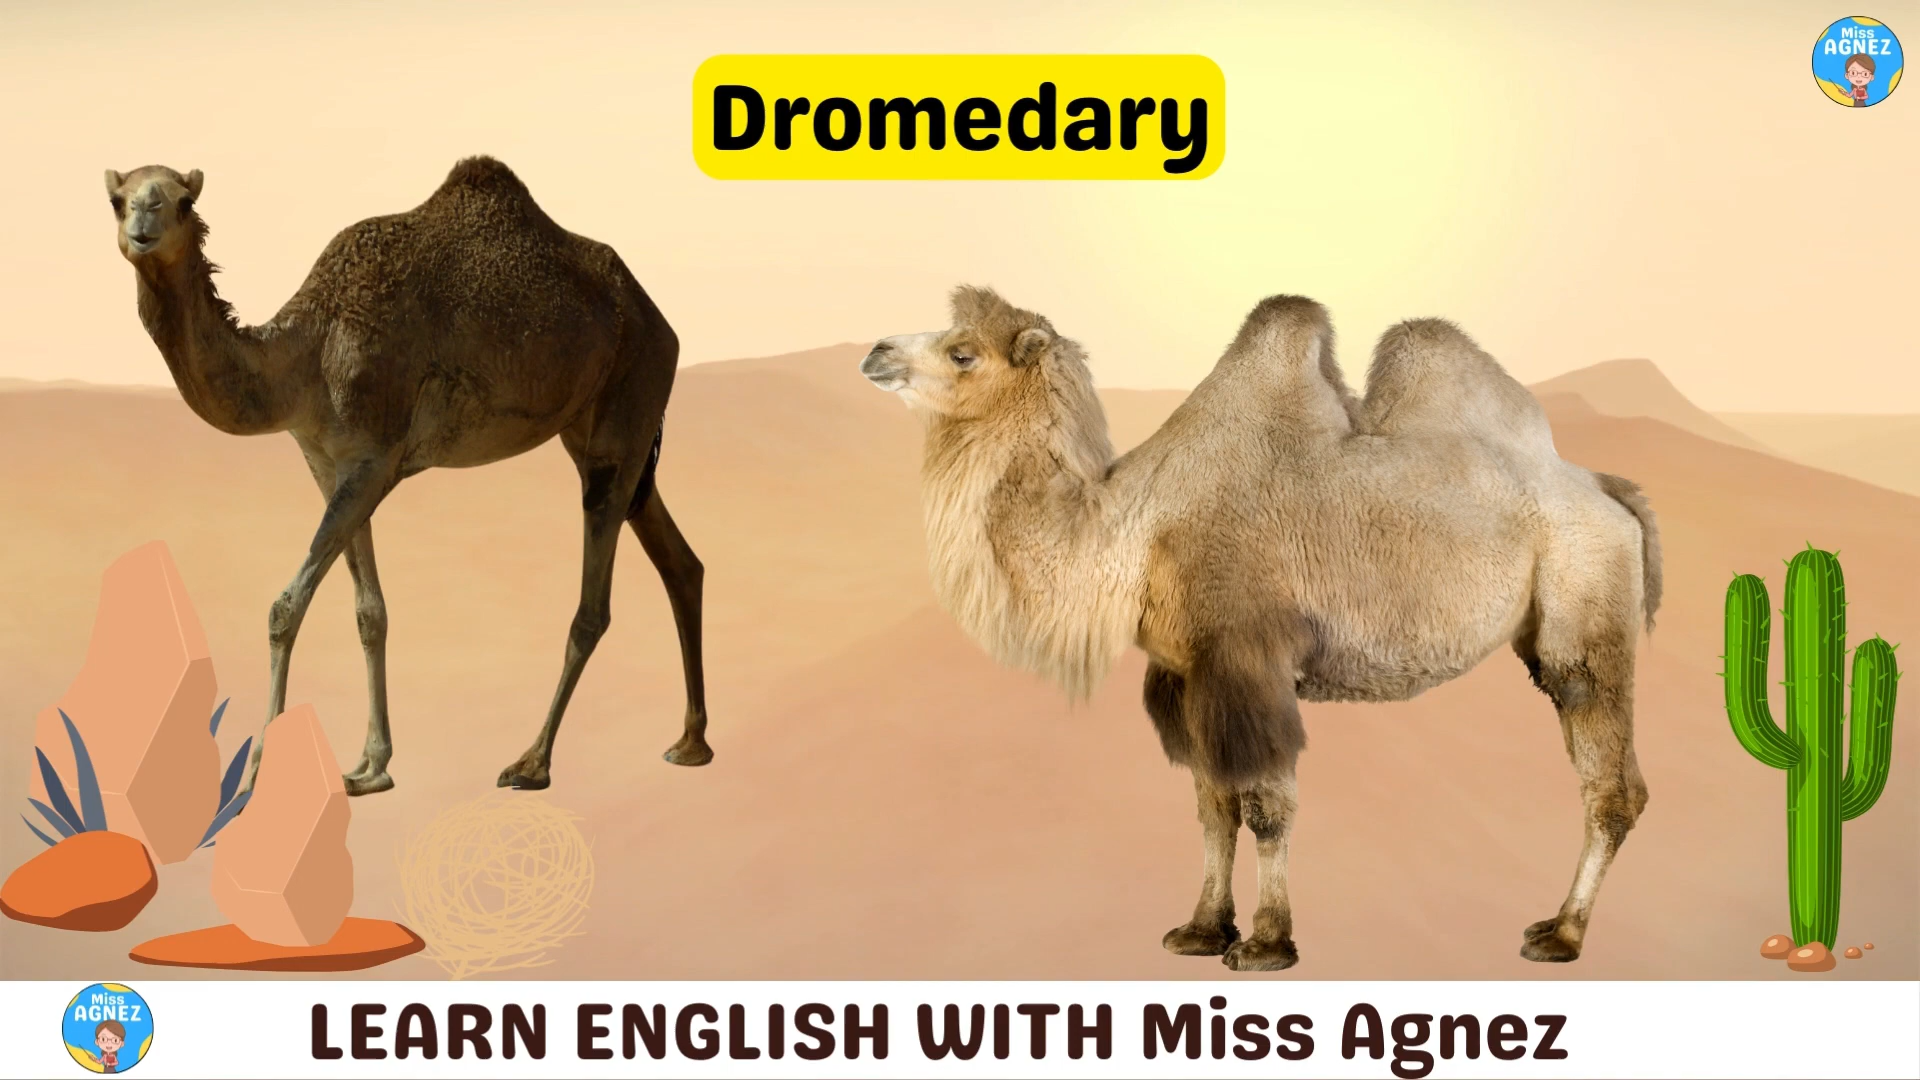 Miss
AGNEZ
Dromedary
Miss
AGNEZ
LEARN ENGLISH WITH Miss Agnez